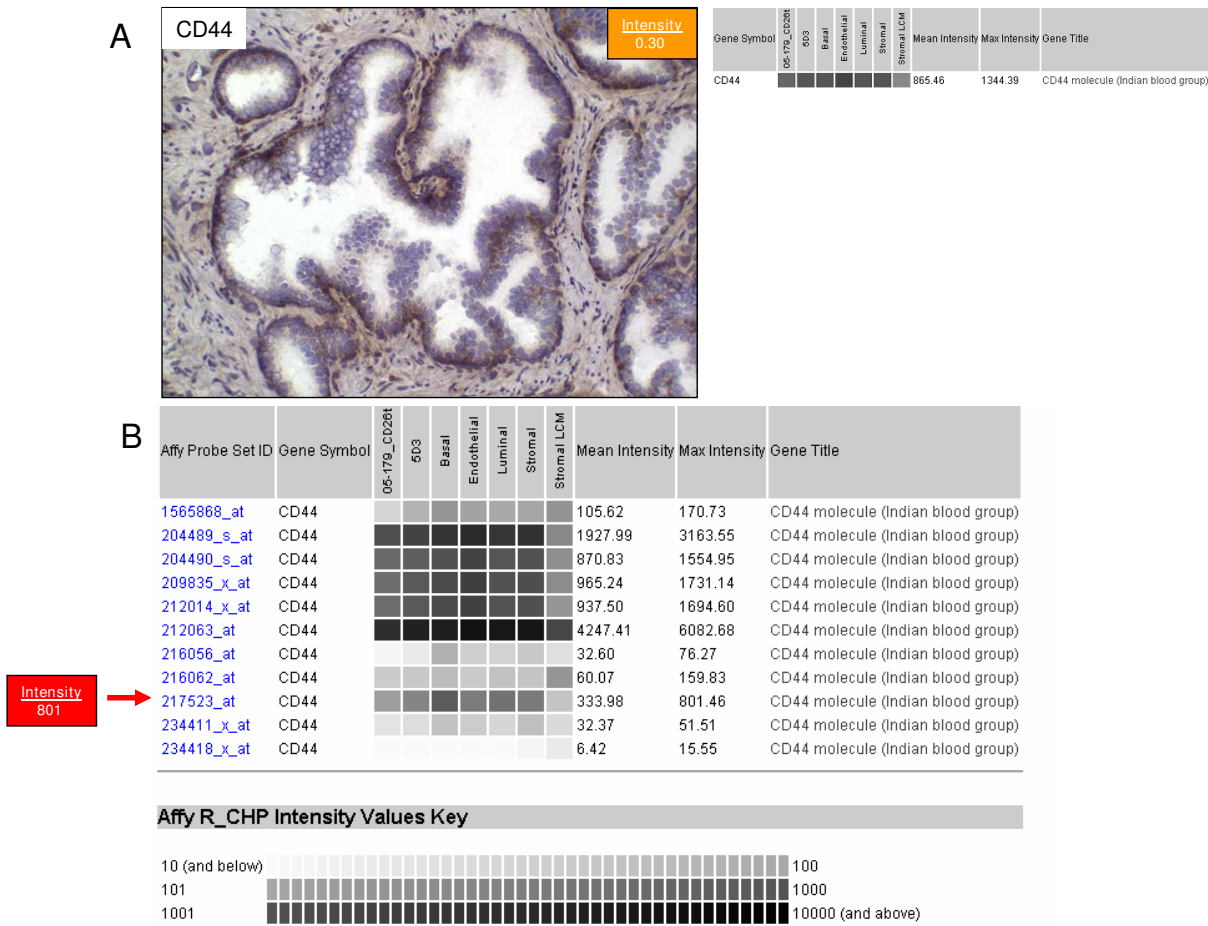 A
CD44
Intensity
0.30
Gene Symbol 05-179_CD26t 5D3 Basal Endothelial Luminal Stromal Stromal LCM Mean Intensity Max Intensity Gene Title
CD44 865.46 1344.39 CD44 molecule (Indian blood group)
B
Affy Probe Set ID Gene Symbol 05-179_CD26t 5D3 Basal Endothelial Luminal Stromal Stromal LCM Mean Intensity Max Intensity Gene Title
1565868_at CD44 105.62 170.73 CD44 molecule (Indian blood group)
204489_s_at CD44 1927.99 3163.55 CD44 molecule (Indian blood group)
204490_s_at CD44 870.83 1554.95 CD44 molecule (Indian blood group)
209835_x_at CD44 965.24 1731.14 CD44 molecule (Indian blood group)
212014_x_at CD44 937.50 1694.60 CD44 molecule (Indian blood group)
212063_at CD44 4247.41 6082.68 CD44 molecule (Indian blood group)
216056_at CD44 32.60 76.27 CD44 molecule (Indian blood group)
216062_at CD44 60.07 159.83 CD44 molecule (Indian blood group)
217523_at CD44 333.98 801.46 CD44 molecule (Indian blood group)
234411_x_at CD44 32.37 51.51 CD44 molecule (Indian blood group)
234418_x_at CD44 6.42 15.55 CD44 molecule (Indian blood group)
Intensity
801
Affy R_CHP Intensity Values Key
10 (and below) 100
101 1000
1001 10000 (and above)